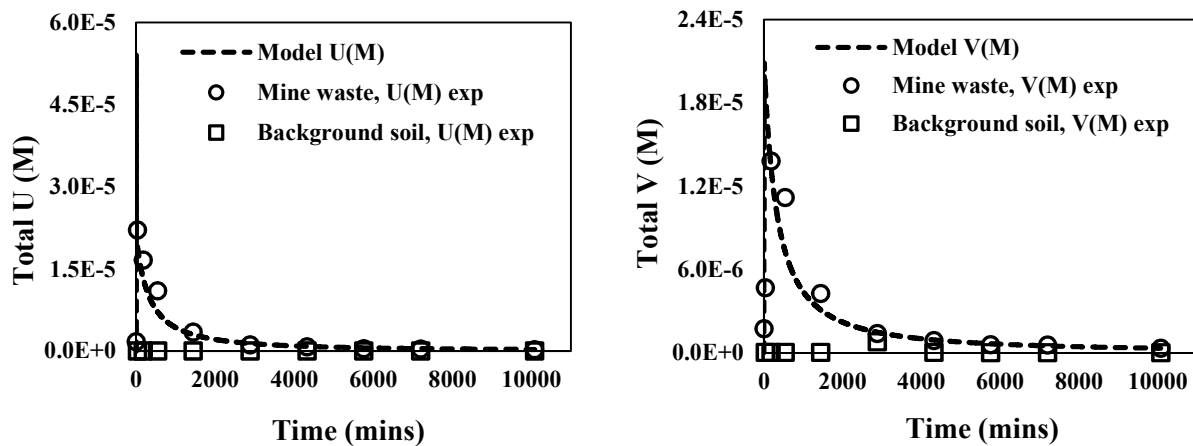 6.0E-5
4.5E-5
3.0E-5
1.5E-5
0.0E+0
Total U (M)
Model U(M)
Mine waste, U(M) exp
Background soil, U(M) exp
0 2000 4000 6000 8000 10000
Time (mins)
2.4E-5
1.8E-5
1.2E-5
6.0E-6
0.0E+0
Total V (M)
Model V(M)
Mine waste, V(M) exp
Background soil, V(M) exp
0 2000 4000 6000 8000 10000
Time (mins)